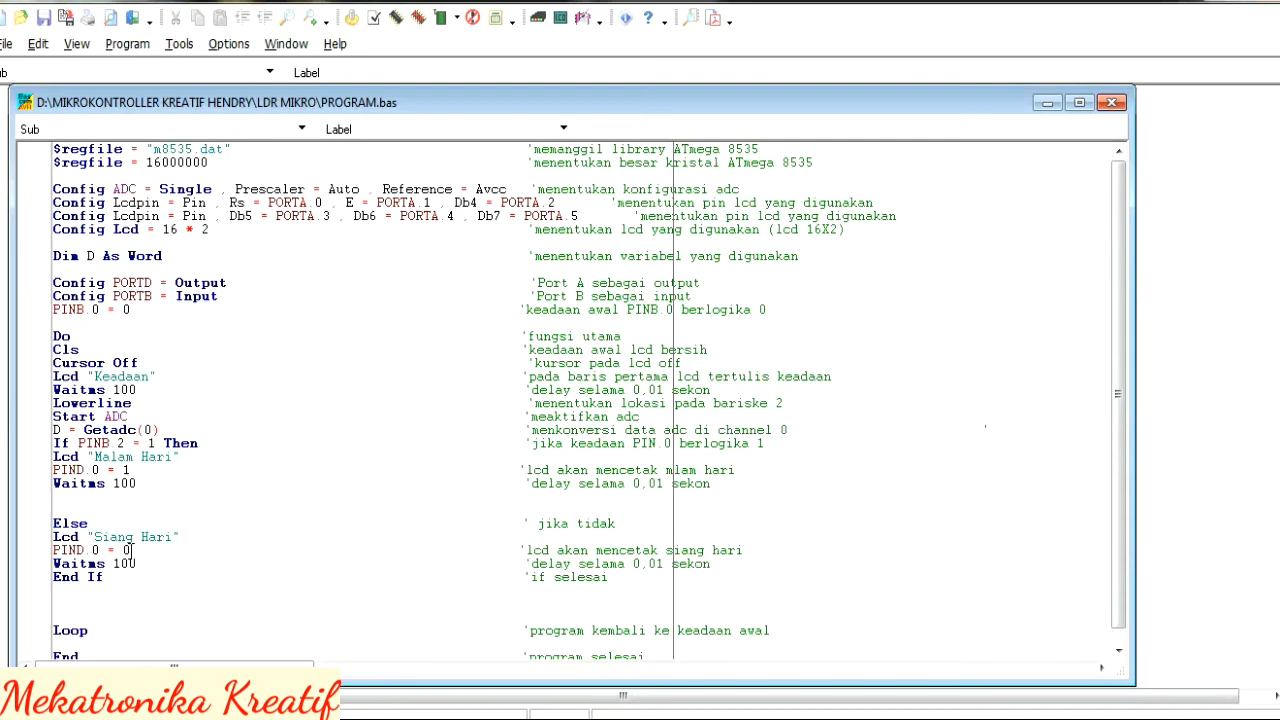 File Edit View Program Tools Options Window Help
Label
D:\MIKROKONTROLLER KREATIF HENDRY\LDR MIKRO\PROGRAM.bas
Sub Label
$regfile = "m8535.dat" 'memanggil library ATmega 8535
$regfile = 16000000 'menentukan besar kristal ATmega 8535
Config ADC = Single , Prescaler = Auto , Reference = Avcc 'menentukan konfigurasi adc
Config Lcdpin = Pin , Rs = PORTA.0 , E = PORTA.1 , Db4 = PORTA.2 'menentukan pin lcd yang digunakan
Config Lcdpin = Pin , Db5 = PORTA.3 , Db6 = PORTA.4 , Db7 = PORTA.5 'menentukan pin lcd yang digunakan
Config Lcd = 16 * 2 'menentukan lcd yang digunakan (lcd 16X2)
Dim D As Word 'menentukan variabel yang digunakan
Config PORTD = Output 'Port A sebagai output
Config PORTB = Input 'Port B sebagai input
PINB.0 = 0 'keadaan awal PINB.0 berlogika 0
Do 'fungsi utama
Cls 'keadaan awal lcd bersih
Cursor Off 'kursor pada lcd off
Lcd "Keadaan" 'pada baris pertama lcd tertulis keadaan
Waitms 100 'delay selama 0,01 sekon
Lowerline 'menentukan lokasi pada bariske 2
Start ADC 'meaktifkan adc
D = Getadc(0) 'menkonversi data adc di channel 0 '
If PINB.2 = 1 Then 'jika keadaan PIN.0 berlogika 1
Lcd "Malam Hari"
PIND.0 = 1 'lcd akan mencetak mlam hari
Waitms 100 'delay selama 0,01 sekon
Else ' jika tidak
Lcd "Siang Hari"
PIND.0 = 0 'lcd akan mencetak siang hari
Waitms 100 'delay selama 0,01 sekon
End If 'if selesai
Loop 'program kembali ke keadaan awal
End 'program selesai
Mekatronika Kreatif